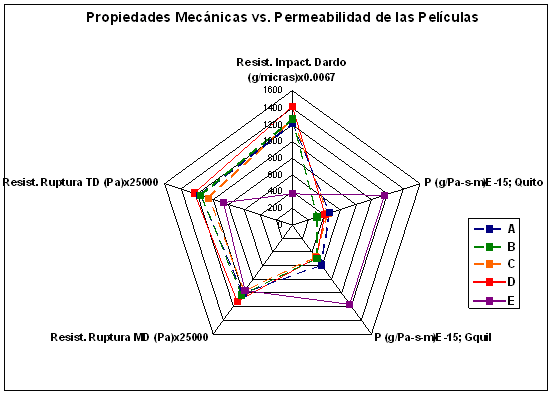 Propiedades Mecánicas vs. Permeabilidad de las Películas
Resist. Impact. Dardo
(g/micras)x0.0067
1600
1400
1200
1000
800
600
400
200
0
Resist. Ruptura TD (Pa)x25000
P (g/Pa-s-m)E-15; Quito
A
B
C
D
E
Resist. Ruptura MD (Pa)x25000
P (g/Pa-s-m)E-15; Gquil